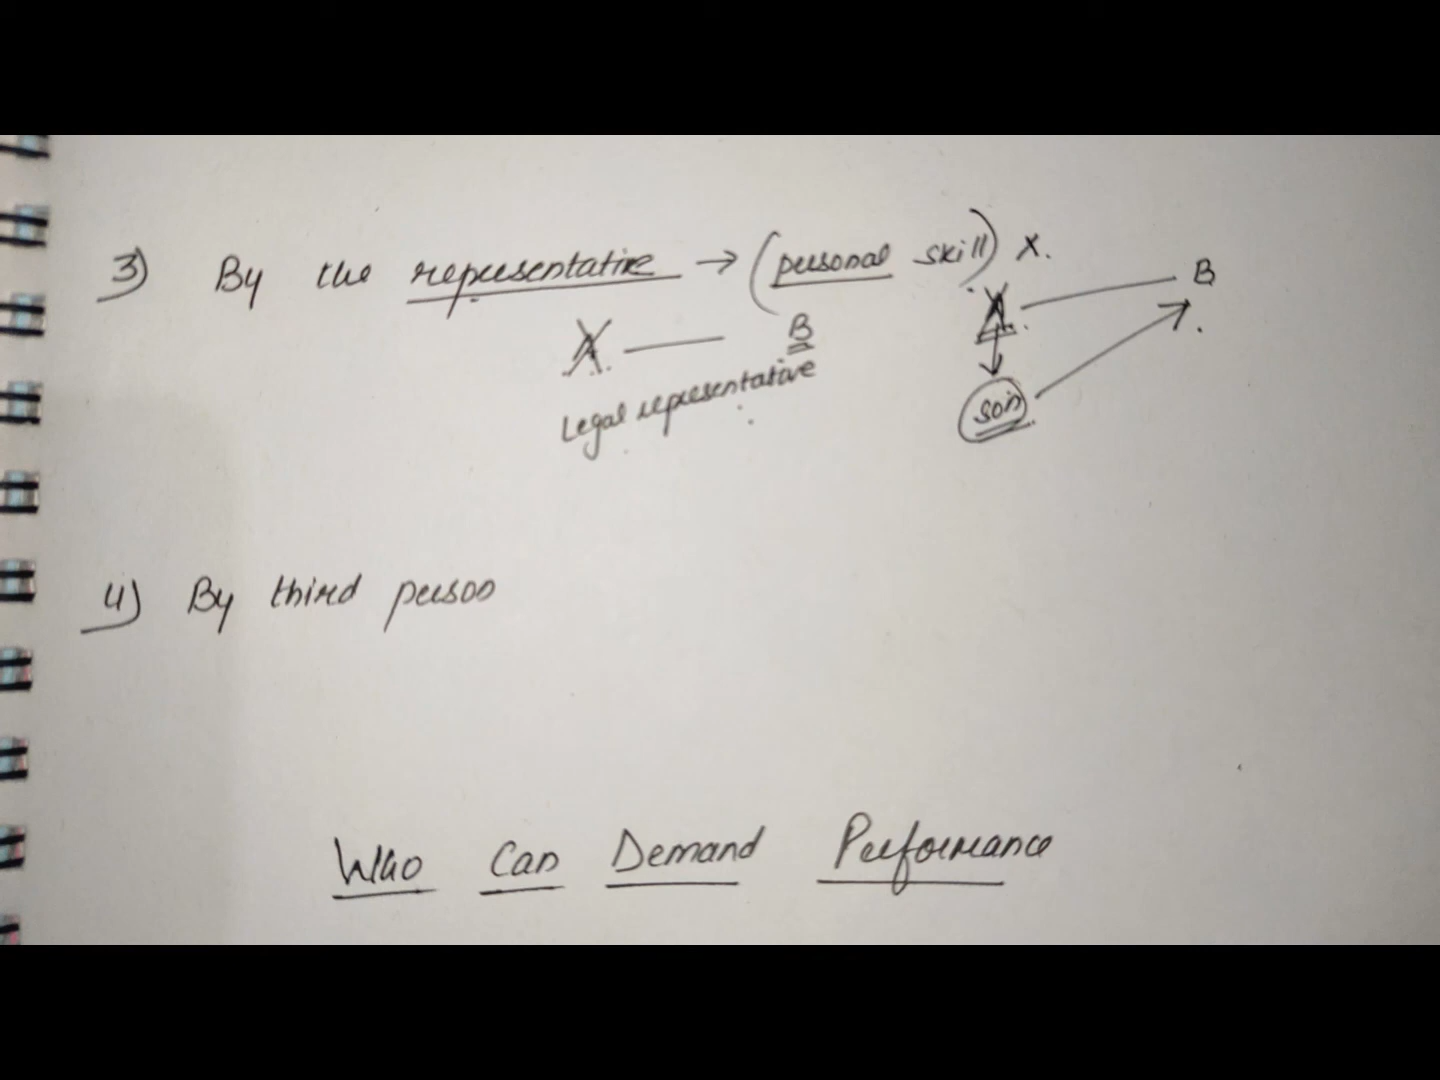 3) By the representative → (personal skill) X.
A — B
Legal representative
A — B
son
4) By third person
Who Can Demand Performance